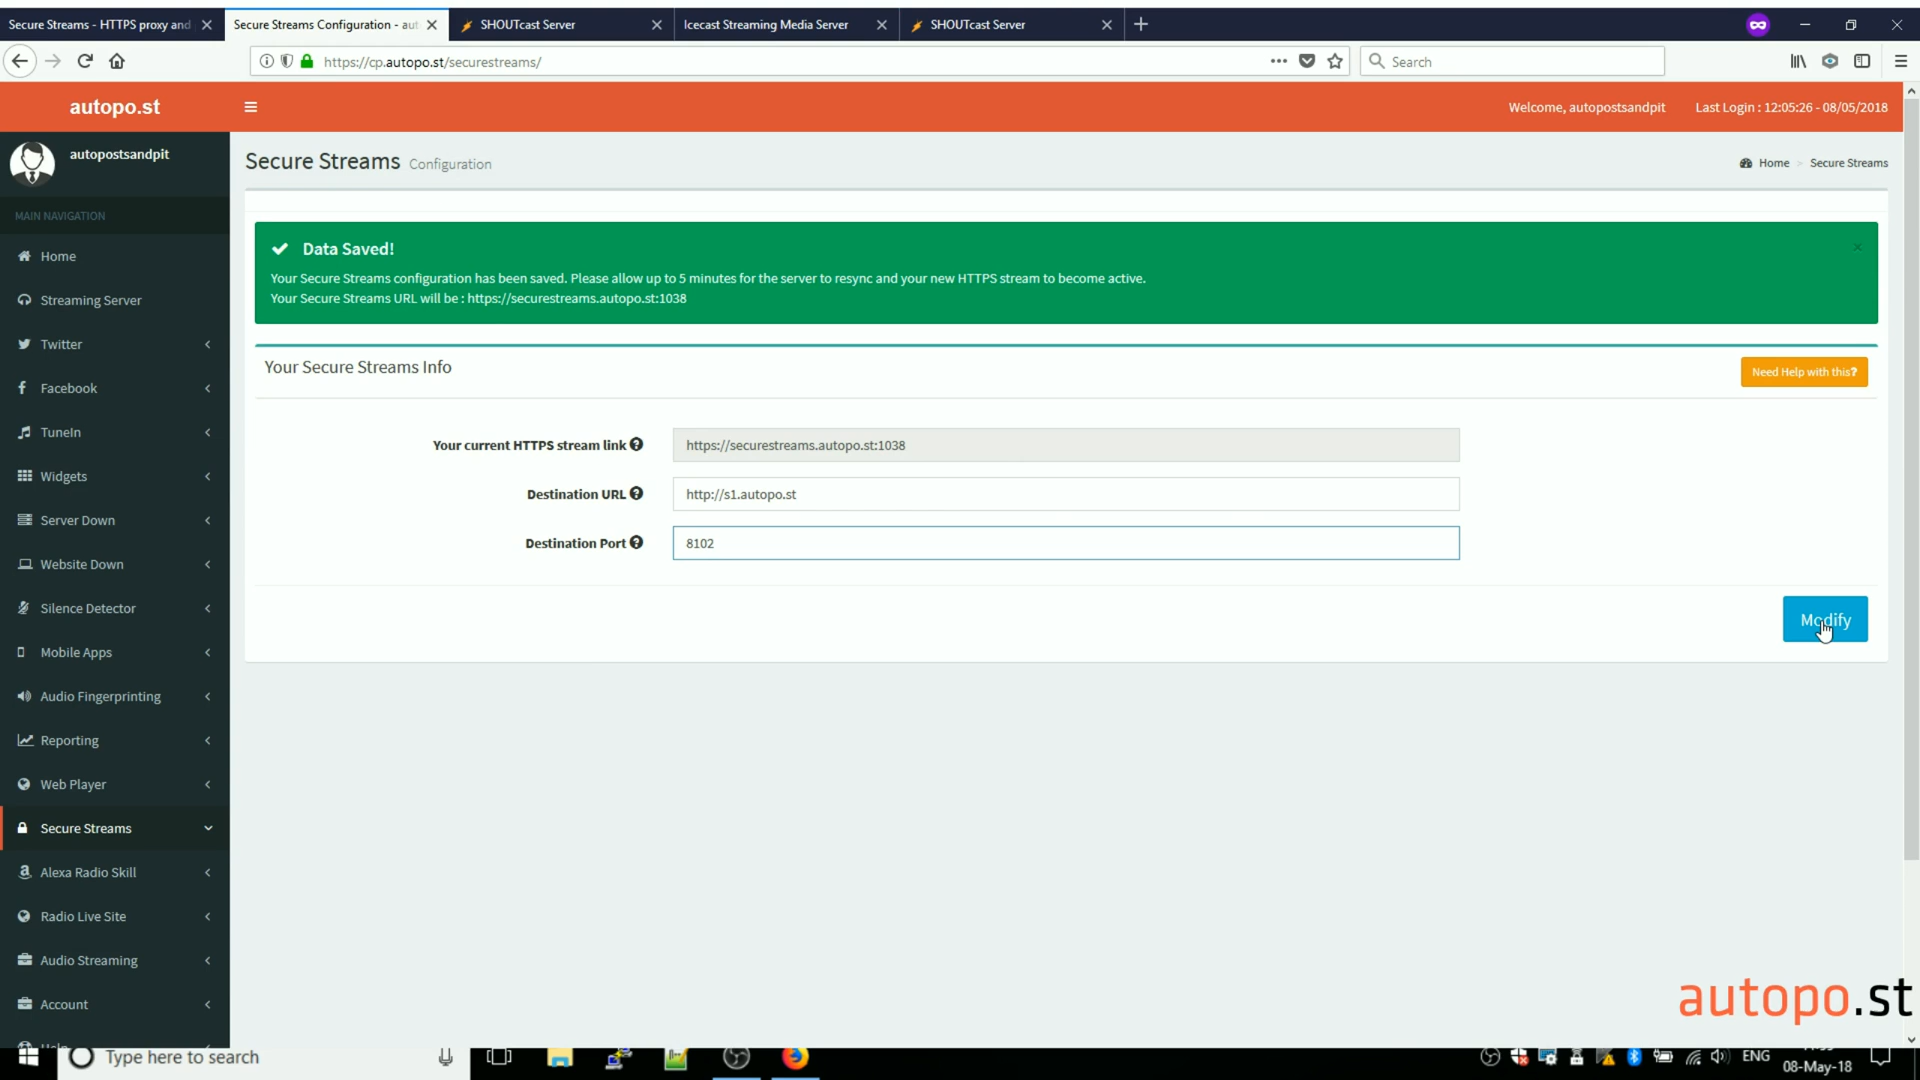 Secure Streams - HTTPS proxy and
Secure Streams Configuration - aut
SHOUTcast Server
Icecast Streaming Media Server
SHOUTcast Server
https://cp.autopo.st/securestreams/
Search
autopo.st
Welcome, autopostsandpit
Last Login : 12:05:26 - 08/05/2018
autopostsandpit
Secure Streams Configuration
Home > Secure Streams
MAIN NAVIGATION
Home
Streaming Server
Twitter
Facebook
TuneIn
Widgets
Server Down
Website Down
Silence Detector
Mobile Apps
Audio Fingerprinting
Reporting
Web Player
Secure Streams
Alexa Radio Skill
Radio Live Site
Audio Streaming
Account
Help
Data Saved!
Your Secure Streams configuration has been saved. Please allow up to 5 minutes for the server to resync and your new HTTPS stream to become active.
Your Secure Streams URL will be : https://securestreams.autopo.st:1038
Your Secure Streams Info
Need Help with this?
Your current HTTPS stream link
https://securestreams.autopo.st:1038
Destination URL
http://s1.autopo.st
Destination Port
8102
Modify
autopo.st
Type here to search
ENG
08-May-18